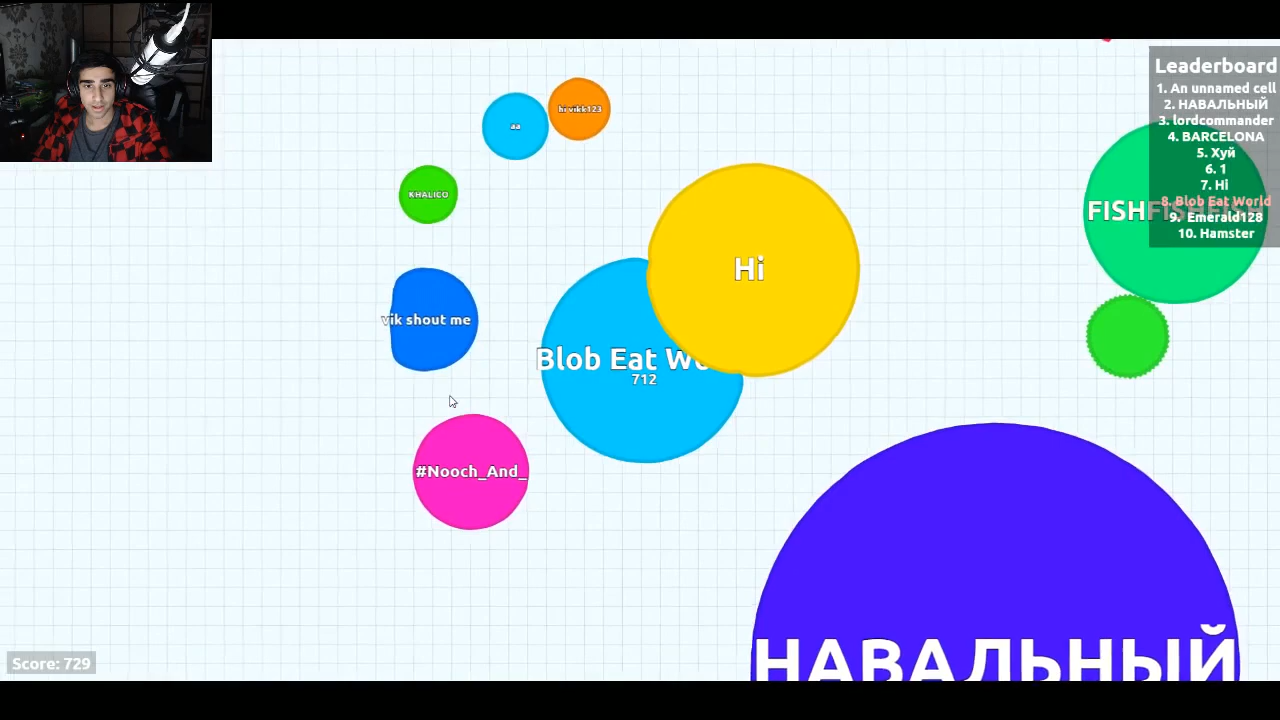 Leaderboard
1. An unnamed cell
2. НАВАЛЬНЫЙ
3. lordcommander
4. BARCELONA
5. Хуй
6. 1
7. Hi
8. Blob Eat World
9. Emerald128
10. Hamster
hi vikk123
aa
KHALICO
FISHFISHFISH
Hi
vik shout me
Blob Eat Wo
712
#Nooch_And_
НАВАЛЬНЫЙ
Score: 729